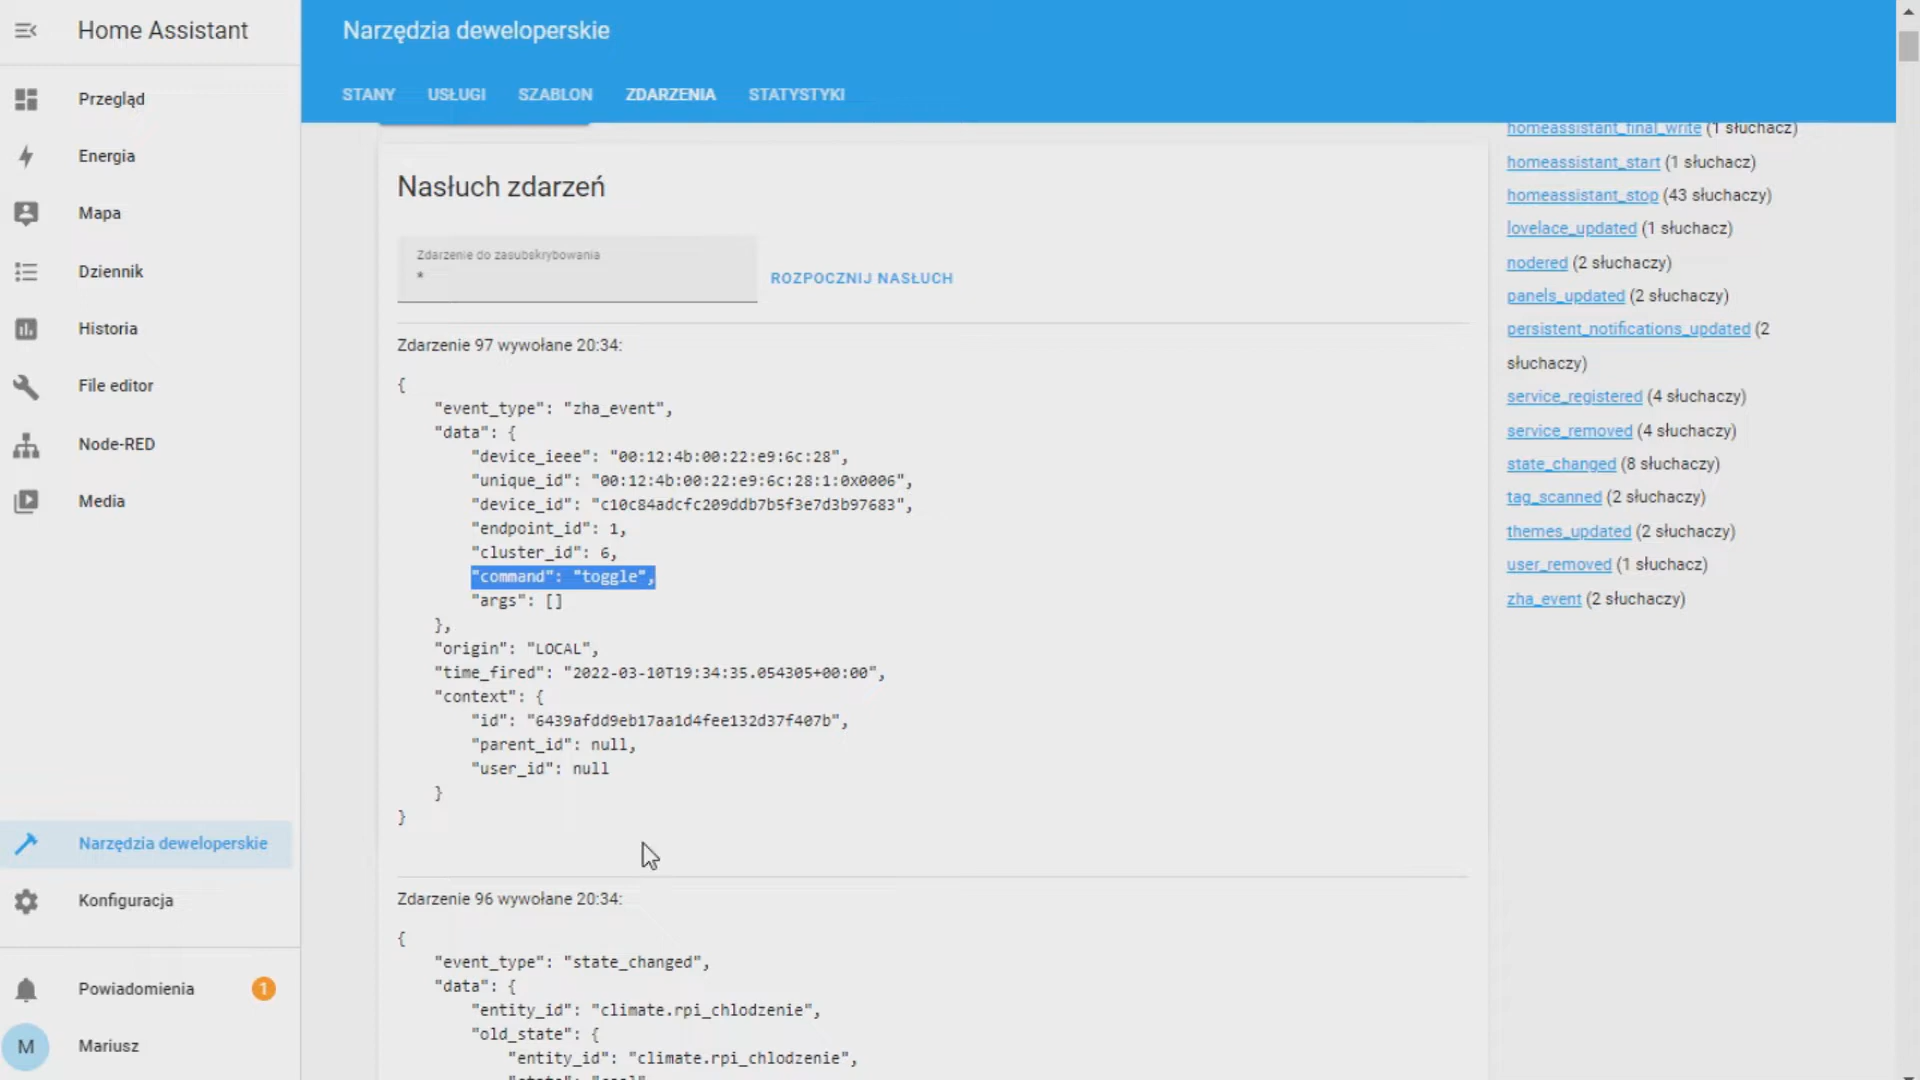 Home Assistant
Narzędzia deweloperskie
STANY
USŁUGI
SZABLON
ZDARZENIA
STATYSTYKI
Przegląd
Energia
Mapa
Dziennik
Historia
File editor
Node-RED
Media
Narzędzia deweloperskie
Konfiguracja
Powiadomienia
1
M
Mariusz
Nasłuch zdarzeń
Zdarzenie do zasubskrybowania
*
ROZPOCZNIJ NASŁUCH
Zdarzenie 97 wywołane 20:34:
{
"event_type": "zha_event",
"data": {
"device_ieee": "00:12:4b:00:22:e9:6c:28",
"unique_id": "00:12:4b:00:22:e9:6c:28:1:0x0006",
"device_id": "c10c84adcfc209ddb7b5f3e7d3b97683",
"endpoint_id": 1,
"cluster_id": 6,
"command": "toggle",
"args": []
},
"origin": "LOCAL",
"time_fired": "2022-03-10T19:34:35.054305+00:00",
"context": {
"id": "6439afdd9eb17aa1d4fee132d37f407b",
"parent_id": null,
"user_id": null
}
}
Zdarzenie 96 wywołane 20:34:
{
"event_type": "state_changed",
"data": {
"entity_id": "climate.rpi_chlodzenie",
"old_state": {
"entity_id": "climate.rpi_chlodzenie",
homeassistant_final_write (1 słuchacz)
homeassistant_start (1 słuchacz)
homeassistant_stop (43 słuchaczy)
lovelace_updated (1 słuchacz)
nodered (2 słuchaczy)
panels_updated (2 słuchaczy)
persistent_notifications_updated (2
słuchaczy)
service_registered (4 słuchaczy)
service_removed (4 słuchaczy)
state_changed (8 słuchaczy)
tag_scanned (2 słuchaczy)
themes_updated (2 słuchaczy)
user_removed (1 słuchacz)
zha_event (2 słuchaczy)